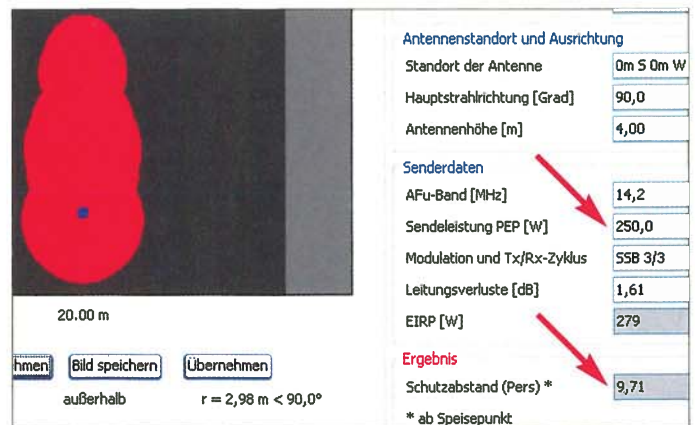 Antennenstandort und Ausrichtung
Standort der Antenne 0m S 0m W
Hauptstrahlrichtung [Grad] 90,0
Antennenhöhe [m] 4,00
Senderdaten
AFu-Band [MHz] 14,2
Sendeleistung PEP [W] 250,0
Modulation und Tx/Rx-Zyklus SSB 3/3
Leitungsverluste [dB] 1,61
EIRP [W] 279
Ergebnis
Schutzabstand (Pers) * 9,71
* ab Speisepunkt
20.00 m
hmen Bild speichern Übernehmen
außerhalb r = 2,98 m < 90,0°